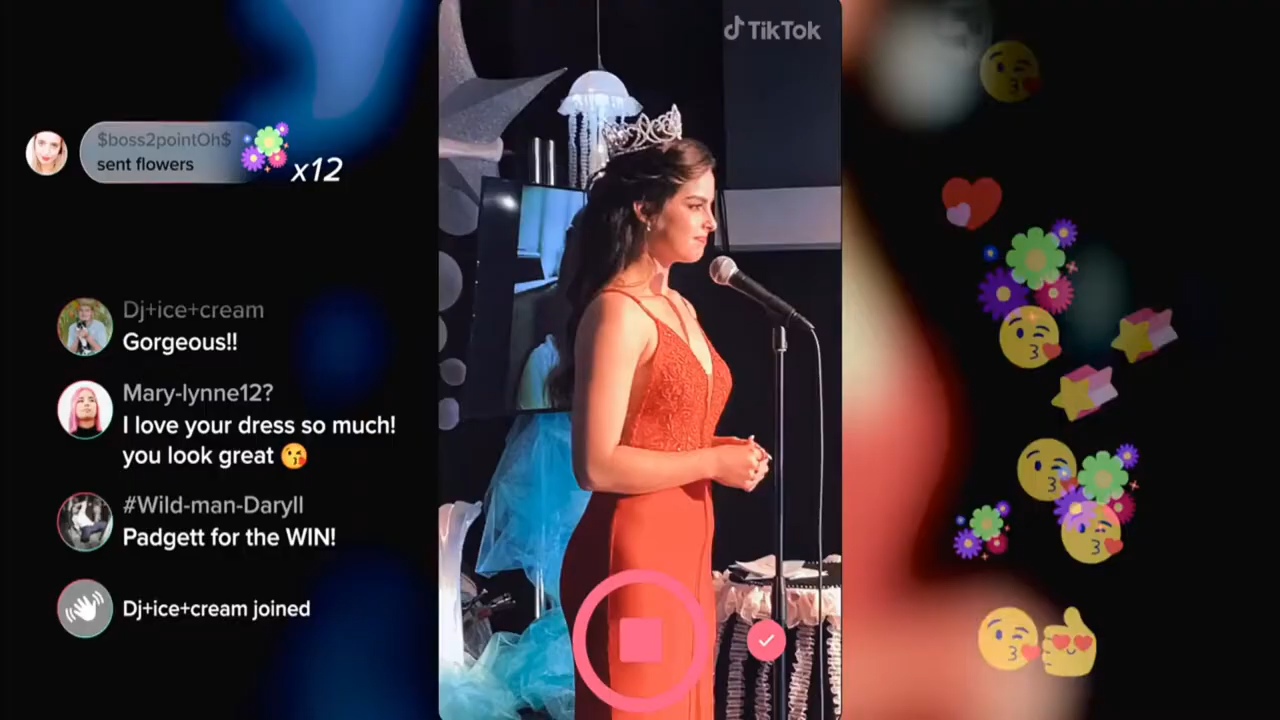 TikTok
$boss2pointOh$
sent flowers
x12
Dj+ice+cream
Gorgeous!!
Mary-lynne12?
I love your dress so much!
you look great 😘
#Wild-man-Daryll
Padgett for the WIN!
Dj+ice+cream joined